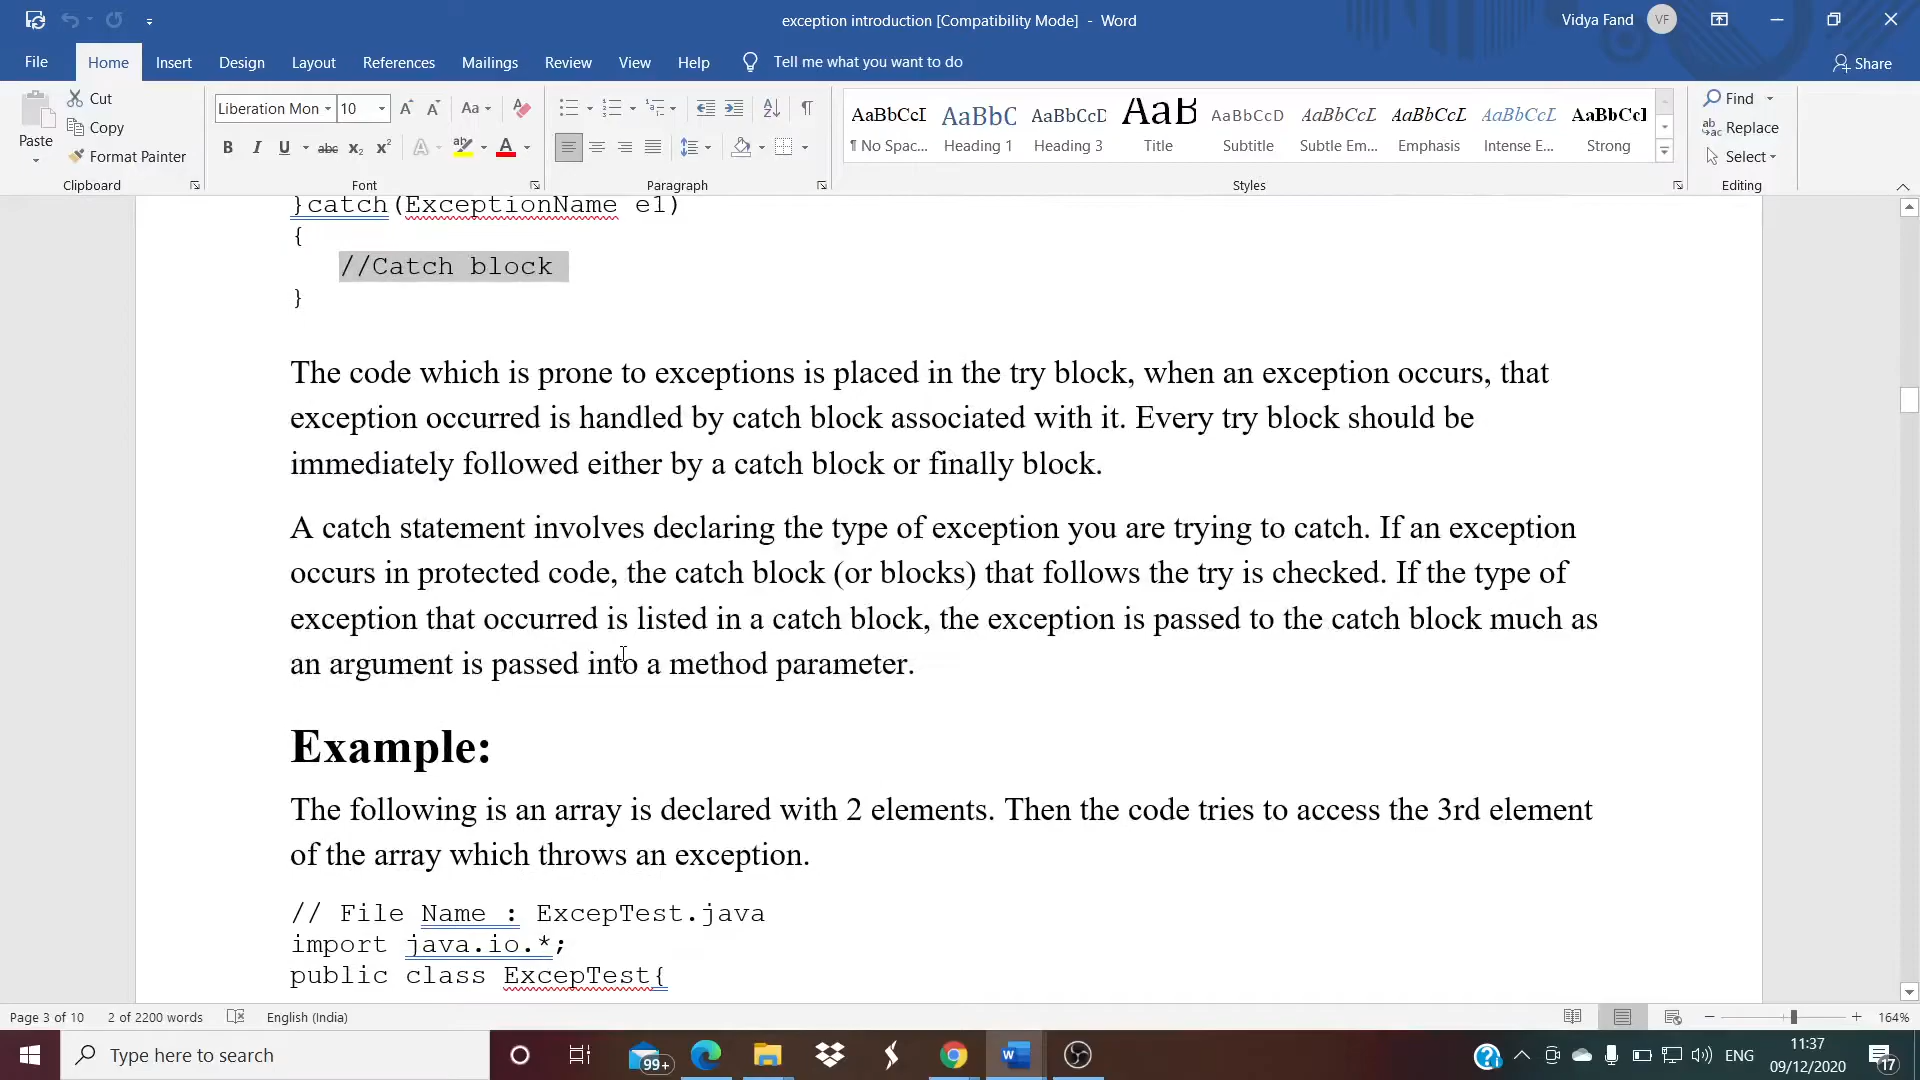 exception introduction [Compatibility Mode] - Word
Vidya Fand
VF
File
Home
Insert
Design
Layout
References
Mailings
Review
View
Help
Tell me what you want to do
Share
Paste
Cut
Copy
Format Painter
Clipboard
Liberation Mon
10
Font
Paragraph
AaBbCcI
¶ No Spac...
AaBbC
Heading 1
AaBbCcD
Heading 3
AaB
Title
AaBbCcD
Subtitle
AaBbCcL
Subtle Em...
AaBbCcL
Emphasis
AaBbCcL
Intense E...
AaBbCcI
Strong
Styles
Find
Replace
Select
Editing
}catch(ExceptionName e1)
{
//Catch block
}
The code which is prone to exceptions is placed in the try block, when an exception occurs, that
exception occurred is handled by catch block associated with it. Every try block should be
immediately followed either by a catch block or finally block.
A catch statement involves declaring the type of exception you are trying to catch. If an exception
occurs in protected code, the catch block (or blocks) that follows the try is checked. If the type of
exception that occurred is listed in a catch block, the exception is passed to the catch block much as
an argument is passed into a method parameter.
Example:
The following is an array is declared with 2 elements. Then the code tries to access the 3rd element
of the array which throws an exception.
// File Name : ExcepTest.java
import java.io.*;
public class ExcepTest{
Page 3 of 10
2 of 2200 words
English (India)
164%
Type here to search
99+
ENG
11:37
09/12/2020
17